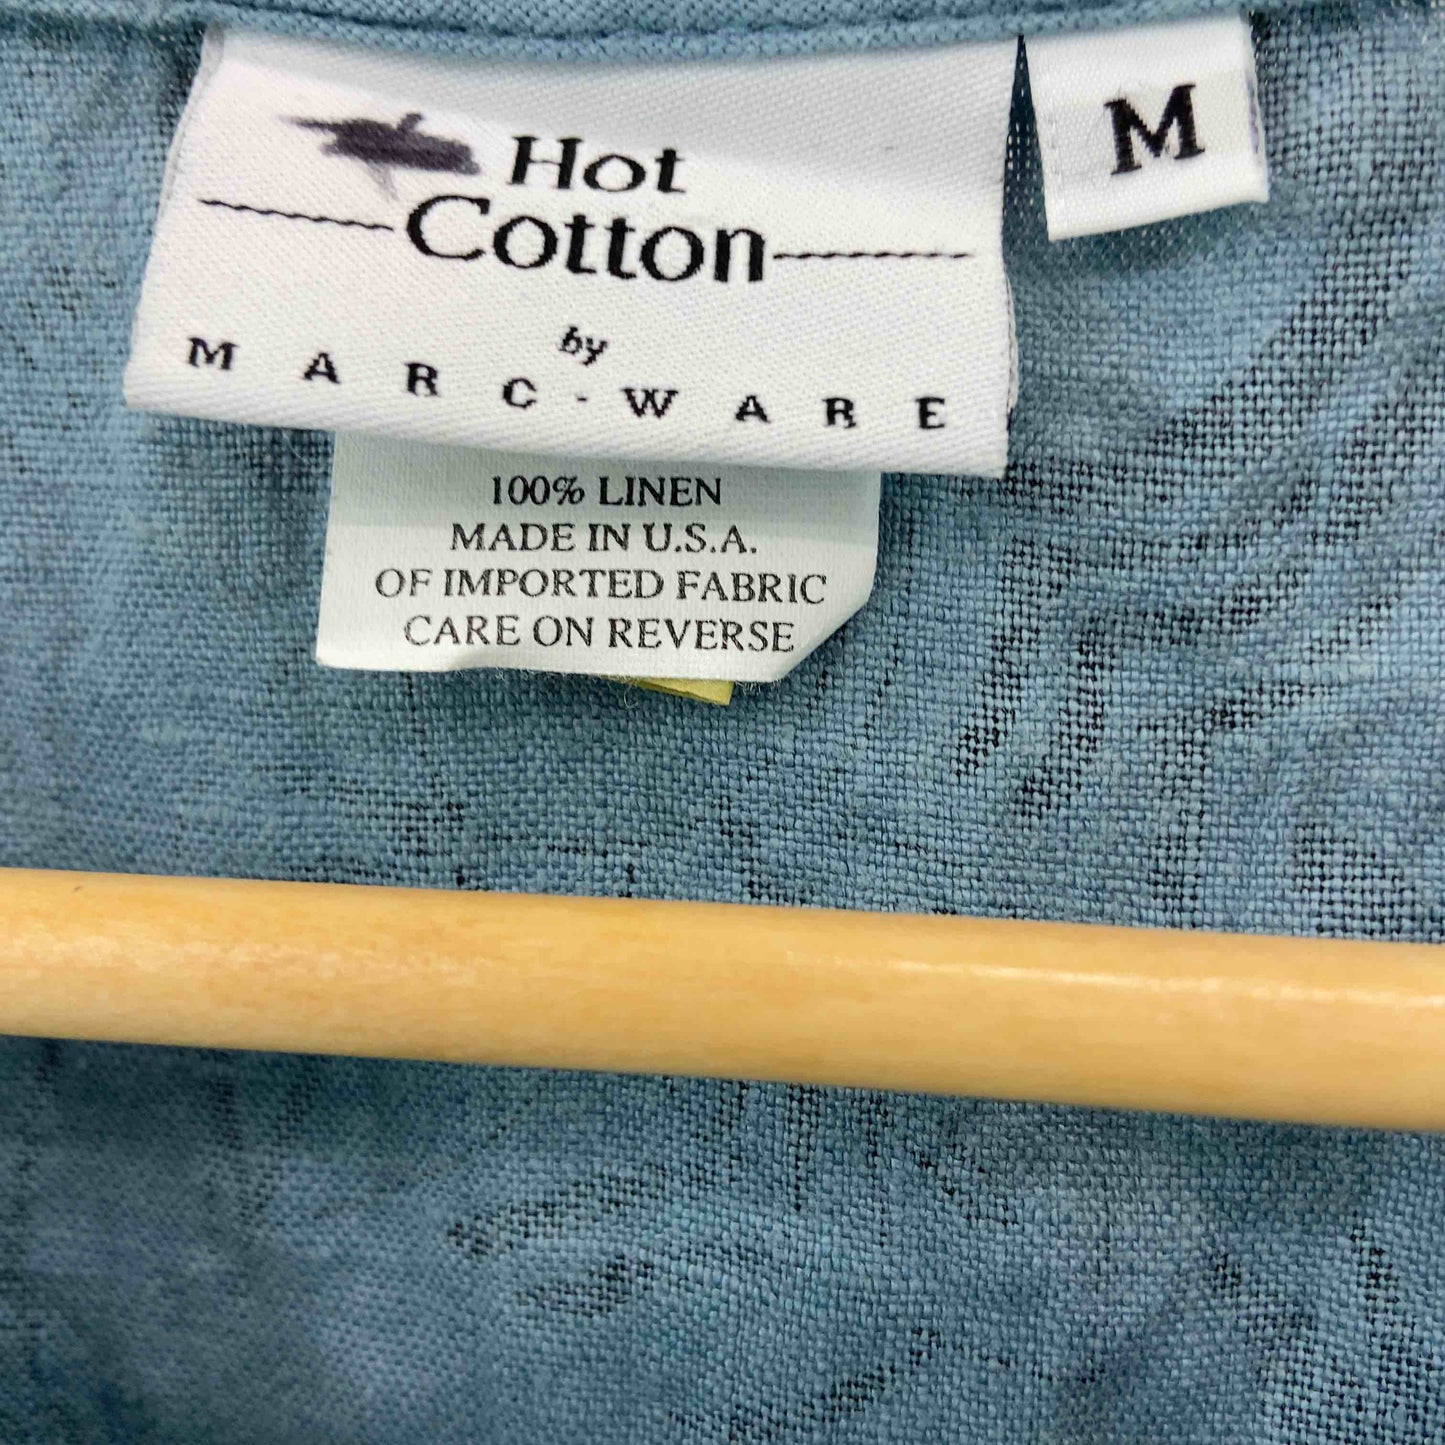 Hot
Cotton
by
MARC-WARE
M
100% LINEN
MADE IN U.S.A.
OF IMPORTED FABRIC
CARE ON REVERSE